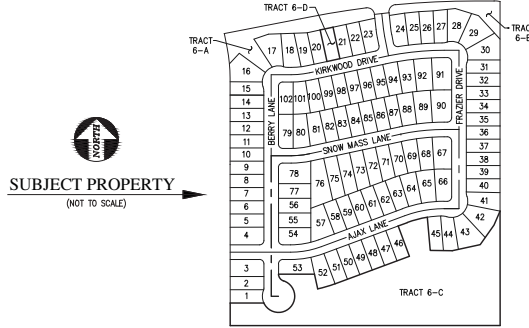 TRACT 6-D
TRACT 6-A
TRACT 6-E
17 18 19 20 21 22 23
24 25 26 27 28 29
30
16
KIRKWOOD DRIVE
15
14
13
12
11
10
9
8
7
6
5
4
3
2
1
BERRY LANE
102 101 100 99 98 97 96 95 94 93 92 91
79 80 81 82 83 84 85 86 87 88 89 90
FRAZIER DRIVE
31
32
33
34
35
36
37
38
39
40
41
42
SNOW MASS LANE
78
77
56
55
54
76 75 74 73 72 71 70 69 68 67
57 58 59 60 61 62 63 64 65 66
AJAX LANE
53
52 51 50 49 48 47 46
45 44 43
TRACT 6-C
NORTH
SUBJECT PROPERTY
(NOT TO SCALE)